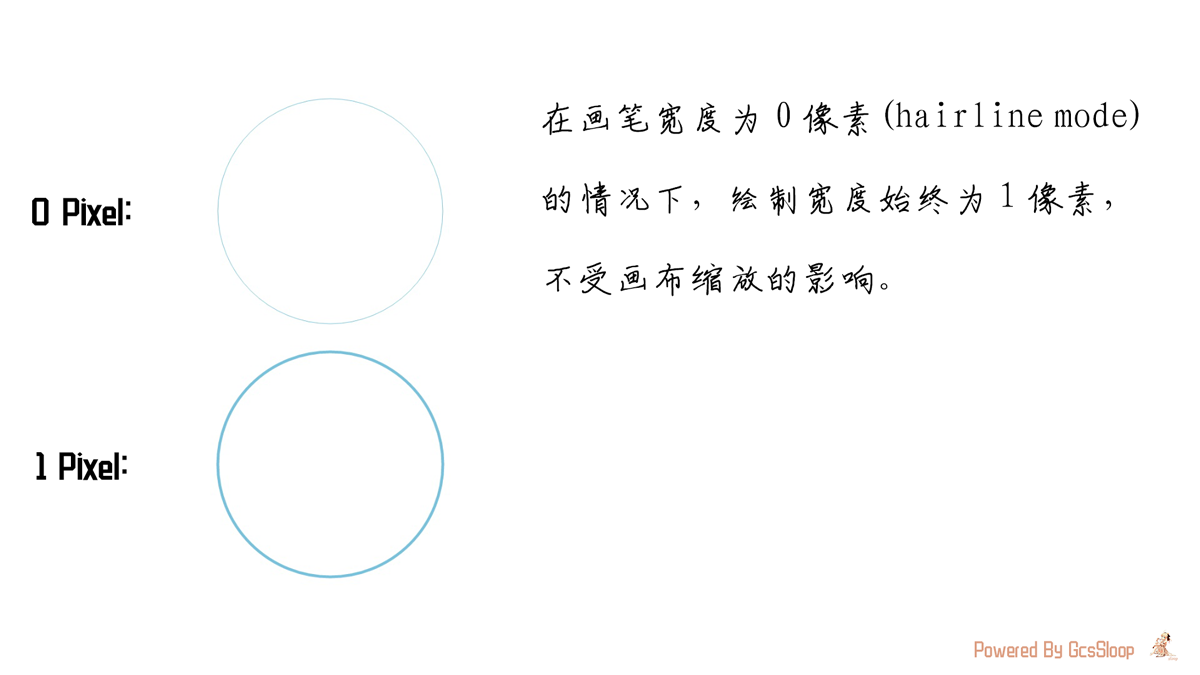 在画笔宽度为 0 像素 (hairline mode)
的情况下，绘制宽度始终为 1 像素，
不受画布缩放的影响。
0 Pixel:
1 Pixel:
Powered By GcsSloop